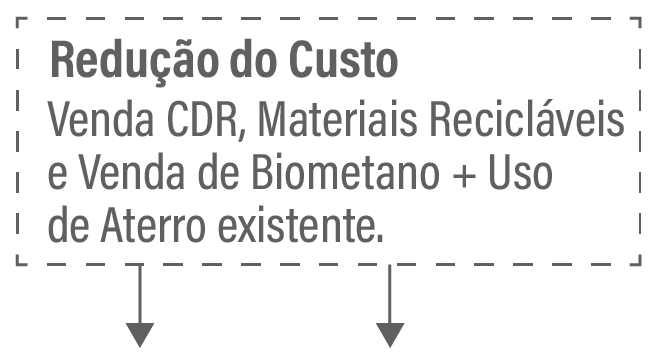 Redução do Custo
Venda CDR, Materiais Recicláveis
e Venda de Biometano + Uso
de Aterro existente.